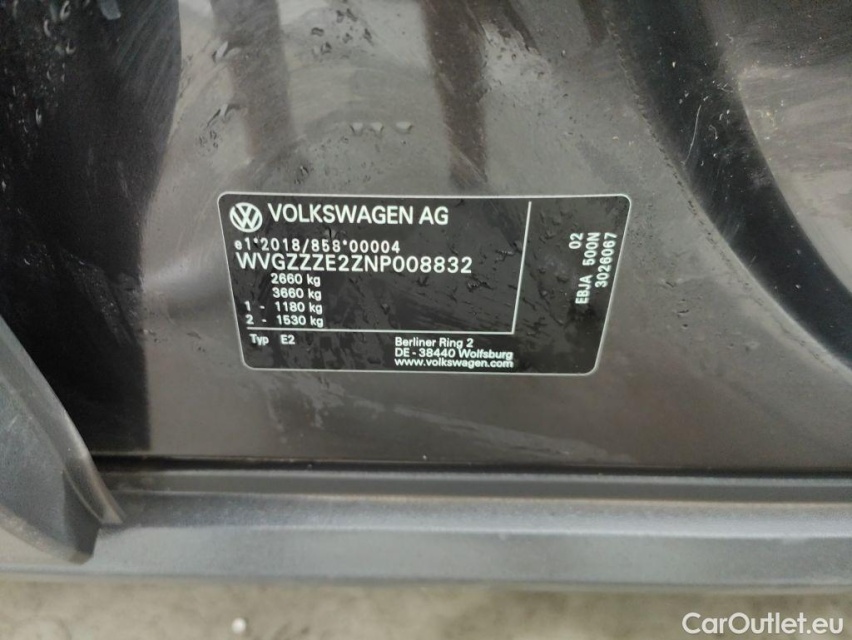 VOLKSWAGEN AG
e1*2018/858*00004
WVGZZZE2ZNP008832
2660 kg
3660 kg
1 - 1180 kg
2 - 1530 kg
Typ E2
Berliner Ring 2
DE - 38440 Wolfsburg
www.volkswagen.com
02
EBJA 500N
3026067
CarOutlet.eu